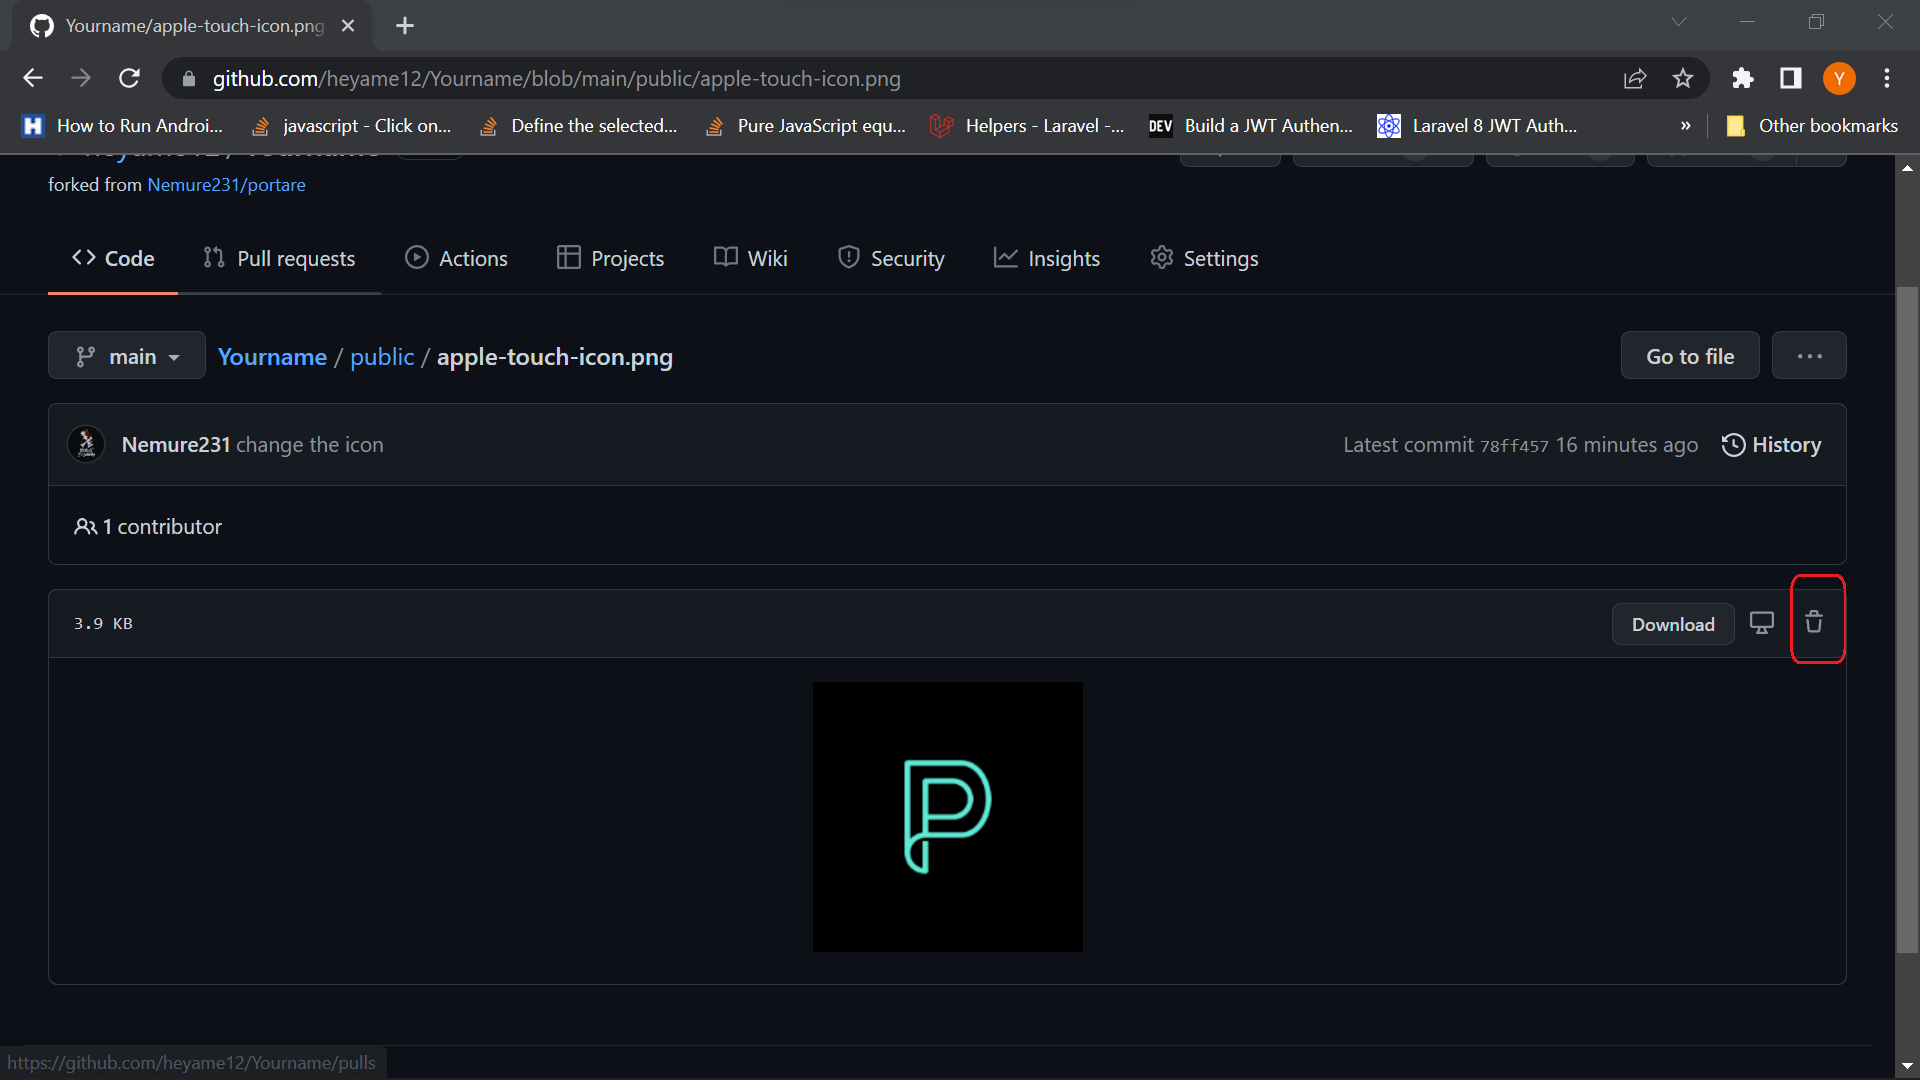 Yourname/apple-touch-icon.png
github.com/heyame12/Yourname/blob/main/public/apple-touch-icon.png
Y
H How to Run Androi...
javascript - Click on...
Define the selected...
Pure JavaScript equ...
Helpers - Laravel -...
DEV Build a JWT Authen...
Laravel 8 JWT Auth...
» Other bookmarks
forked from Nemure231/portare
<> Code
Pull requests
Actions
Projects
Wiki
Security
Insights
Settings
main
Yourname / public / apple-touch-icon.png
Go to file
...
Nemure231 change the icon
Latest commit 78ff457 16 minutes ago
History
1 contributor
3.9 KB
Download
P
https://github.com/heyame12/Yourname/pulls